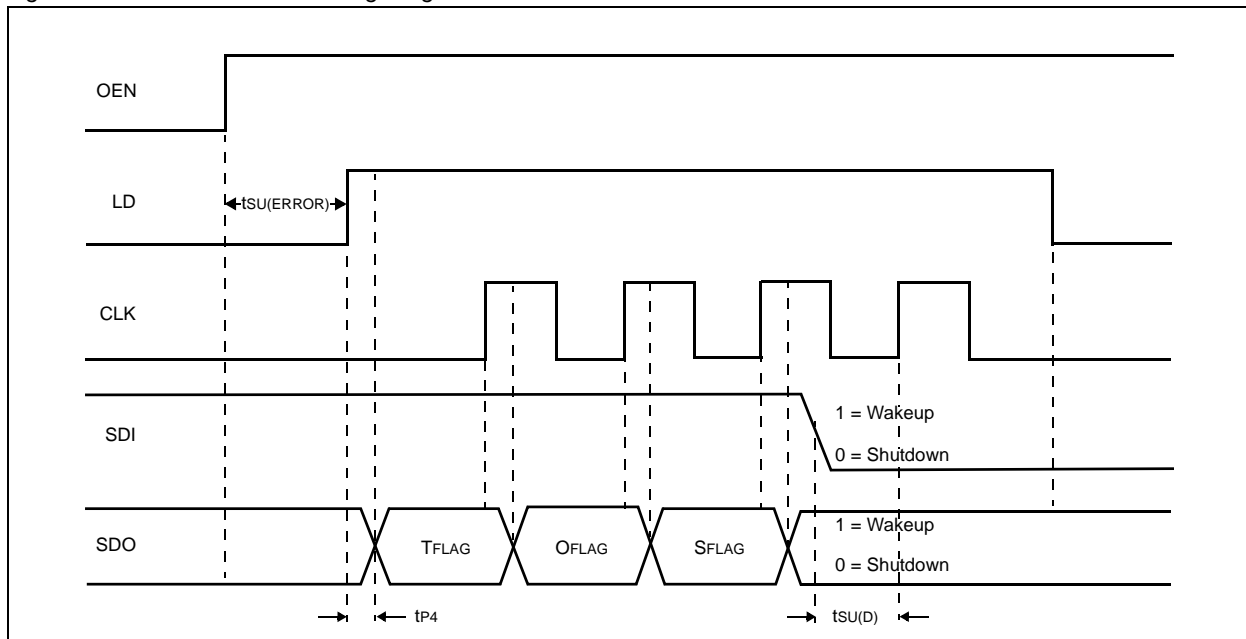 OEN
LD
tSU(ERROR)
CLK
SDI
1 = Wakeup
0 = Shutdown
SDO
TFLAG
OFLAG
SFLAG
1 = Wakeup
0 = Shutdown
tP4
tSU(D)